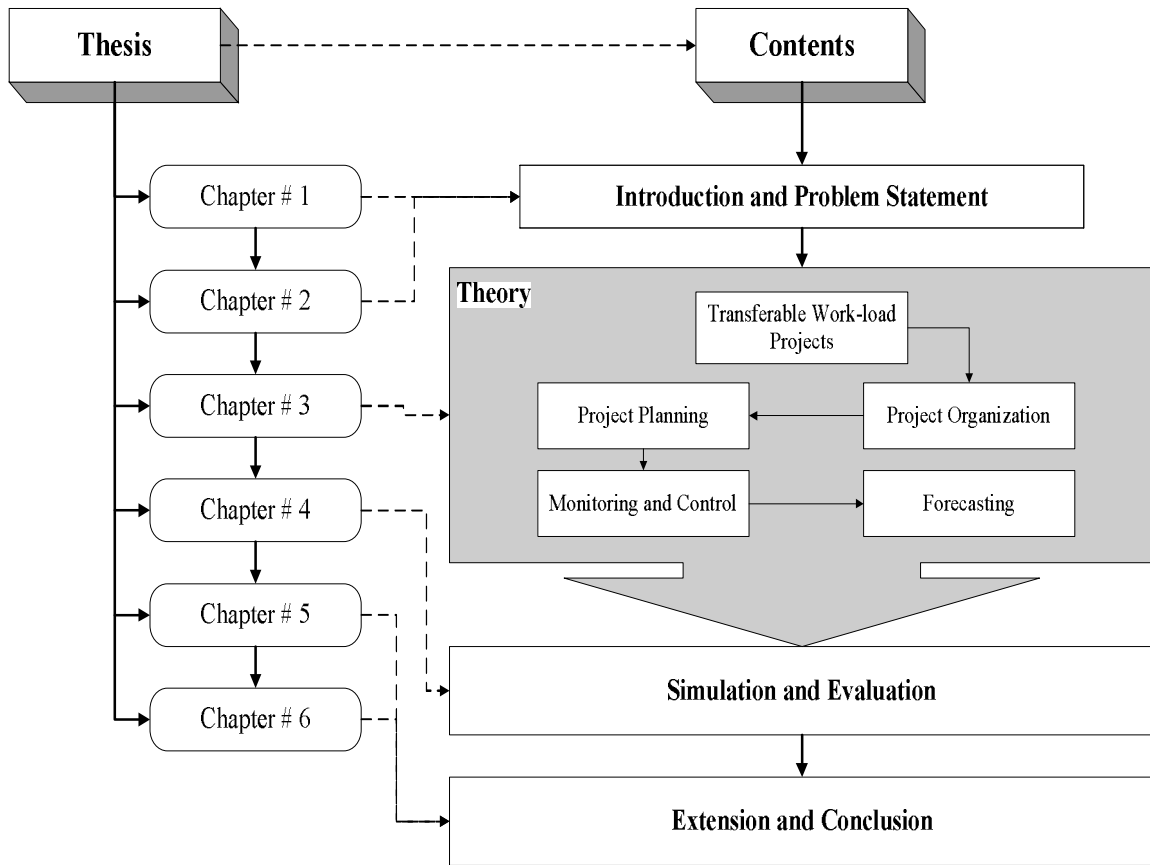 Thesis
Contents
Chapter # 1
Introduction and Problem Statement
Chapter # 2
Theory
Transferable Work-load
Projects
Chapter # 3
Project Planning
Project Organization
Chapter # 4
Monitoring and Control
Forecasting
Chapter # 5
Chapter # 6
Simulation and Evaluation
Extension and Conclusion